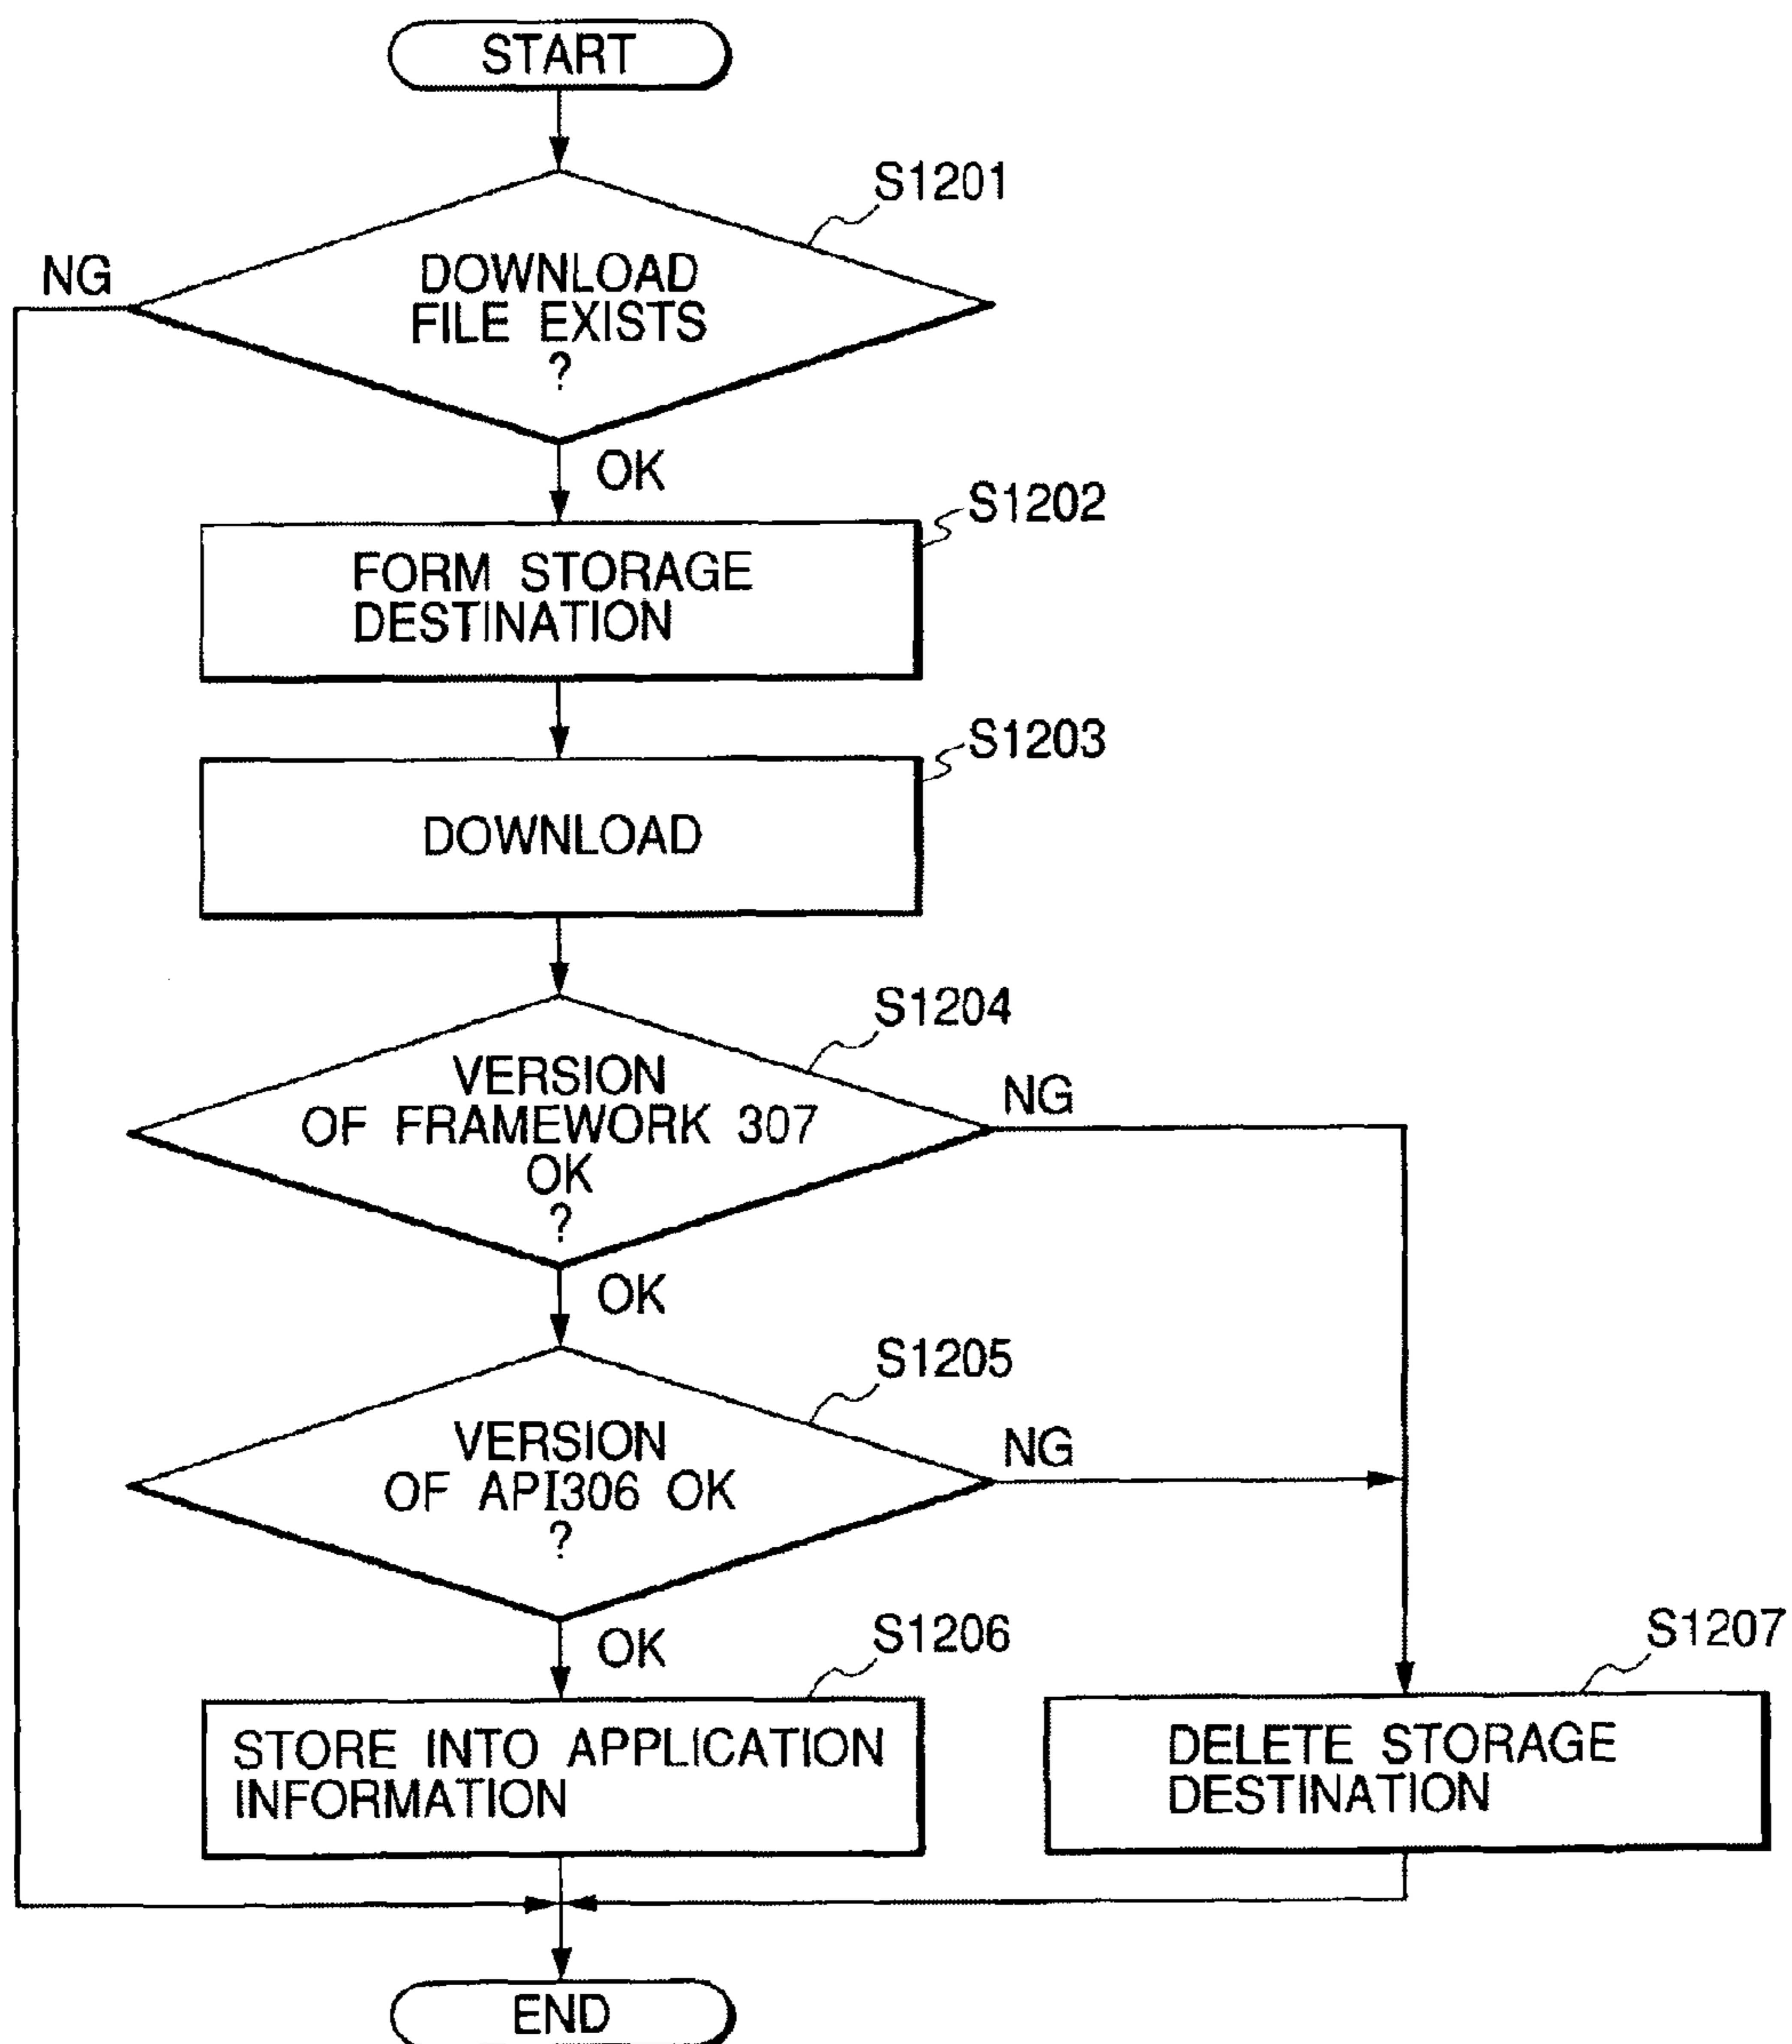 START
S1201
NG
DOWNLOAD
FILE EXISTS
?
OK
S1202
FORM STORAGE
DESTINATION
S1203
DOWNLOAD
S1204
VERSION
OF FRAMEWORK 307
OK
?
NG
OK
S1205
VERSION
OF API306 OK
?
NG
OK
S1206
STORE INTO APPLICATION
INFORMATION
S1207
DELETE STORAGE
DESTINATION
END